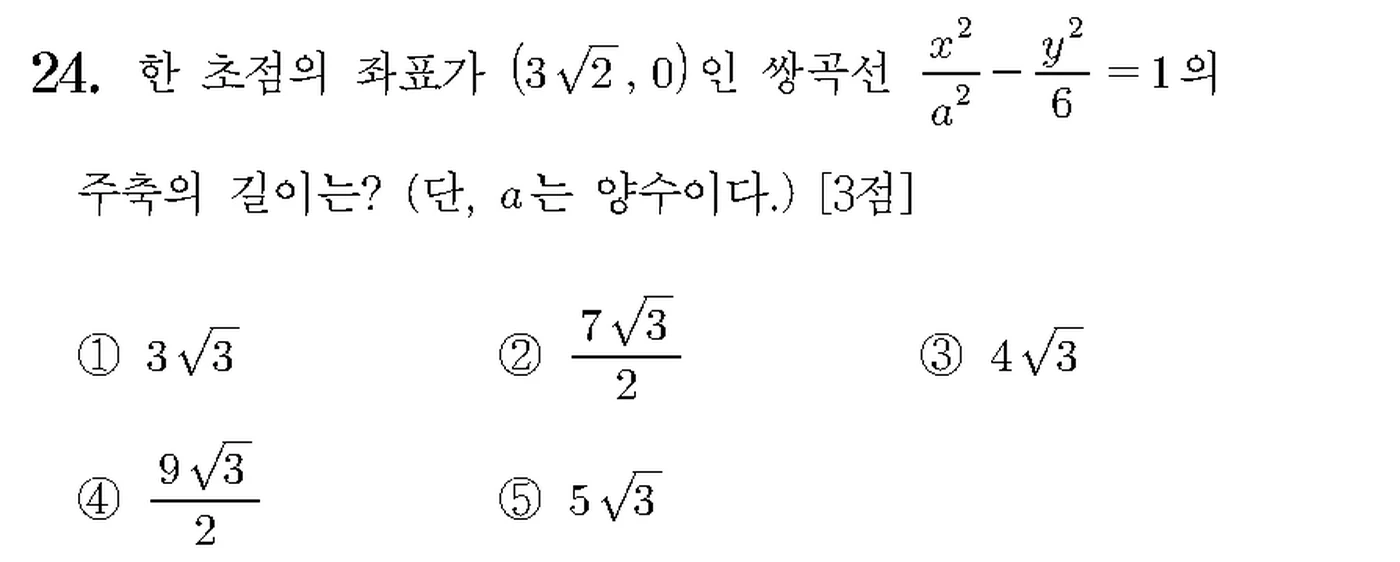 24. 한 초점의 좌표가 (3√2, 0)인 쌍곡선 x²/a² − y²/6 = 1의
주축의 길이는? (단, a는 양수이다.) [3점]
① 3√3 ② 7√3/2 ③ 4√3
④ 9√3/2 ⑤ 5√3